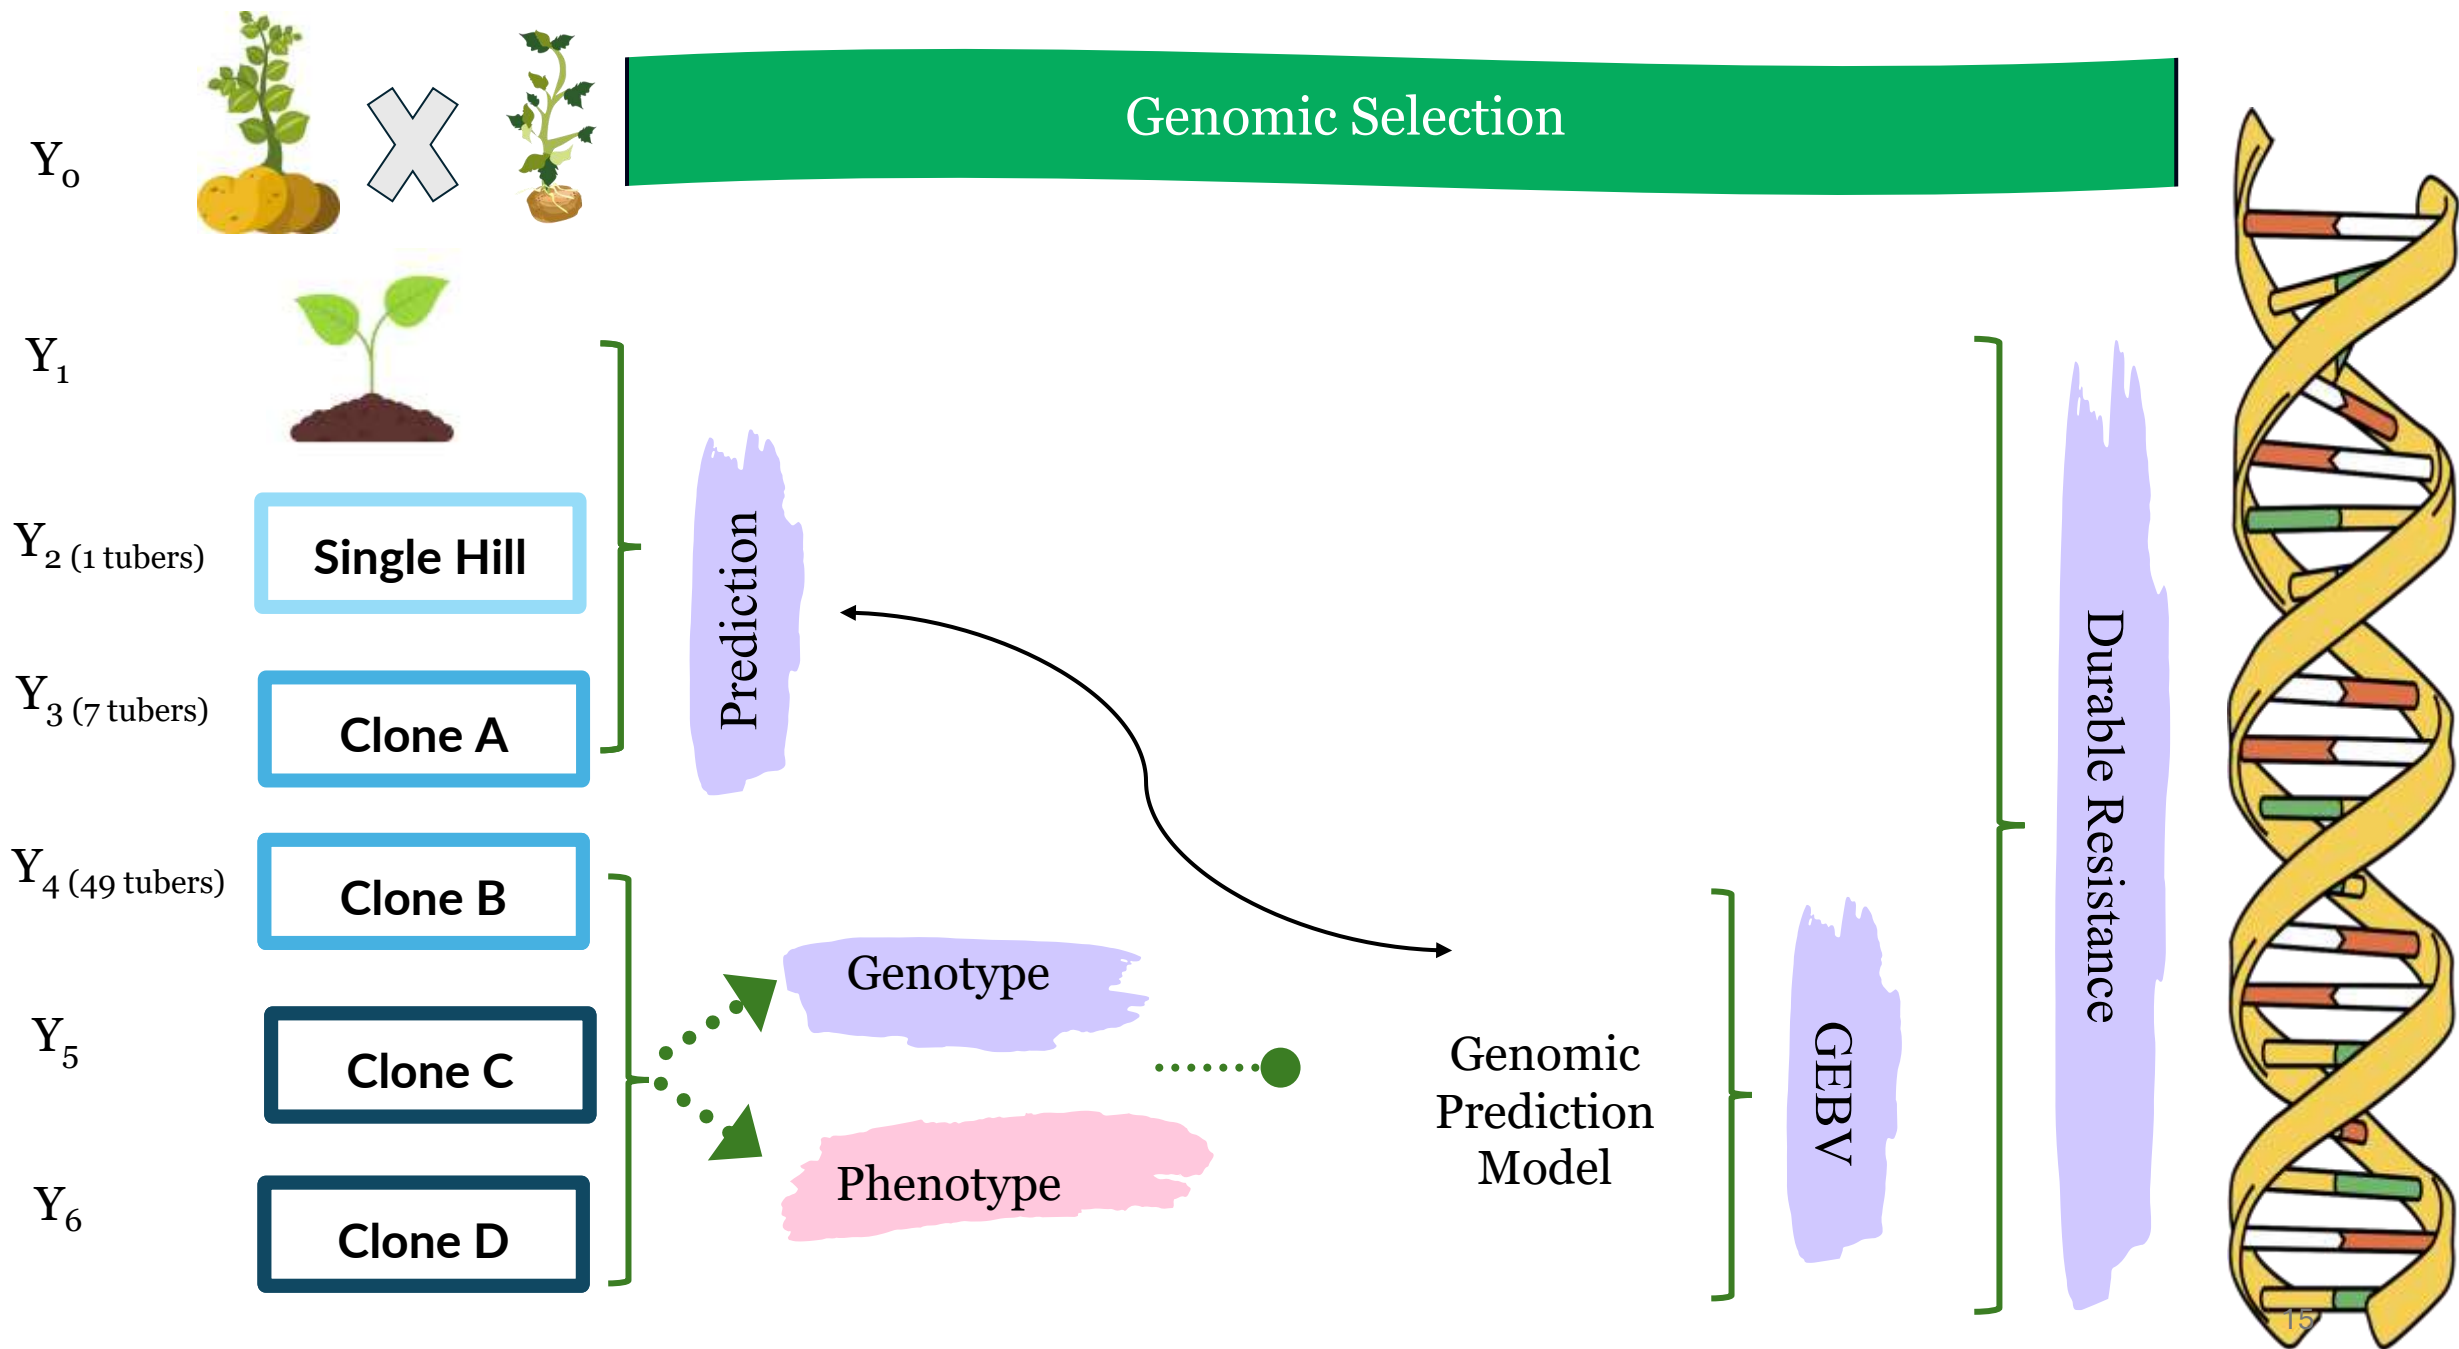 Genomic Selection
Y0
Y1
Y2 (1 tubers)
Single Hill
Y3 (7 tubers)
Clone A
Prediction
Y4 (49 tubers)
Clone B
Y5
Clone C
Y6
Clone D
Genotype
Phenotype
Genomic
Prediction
Model
GEBV
Durable Resistance
15